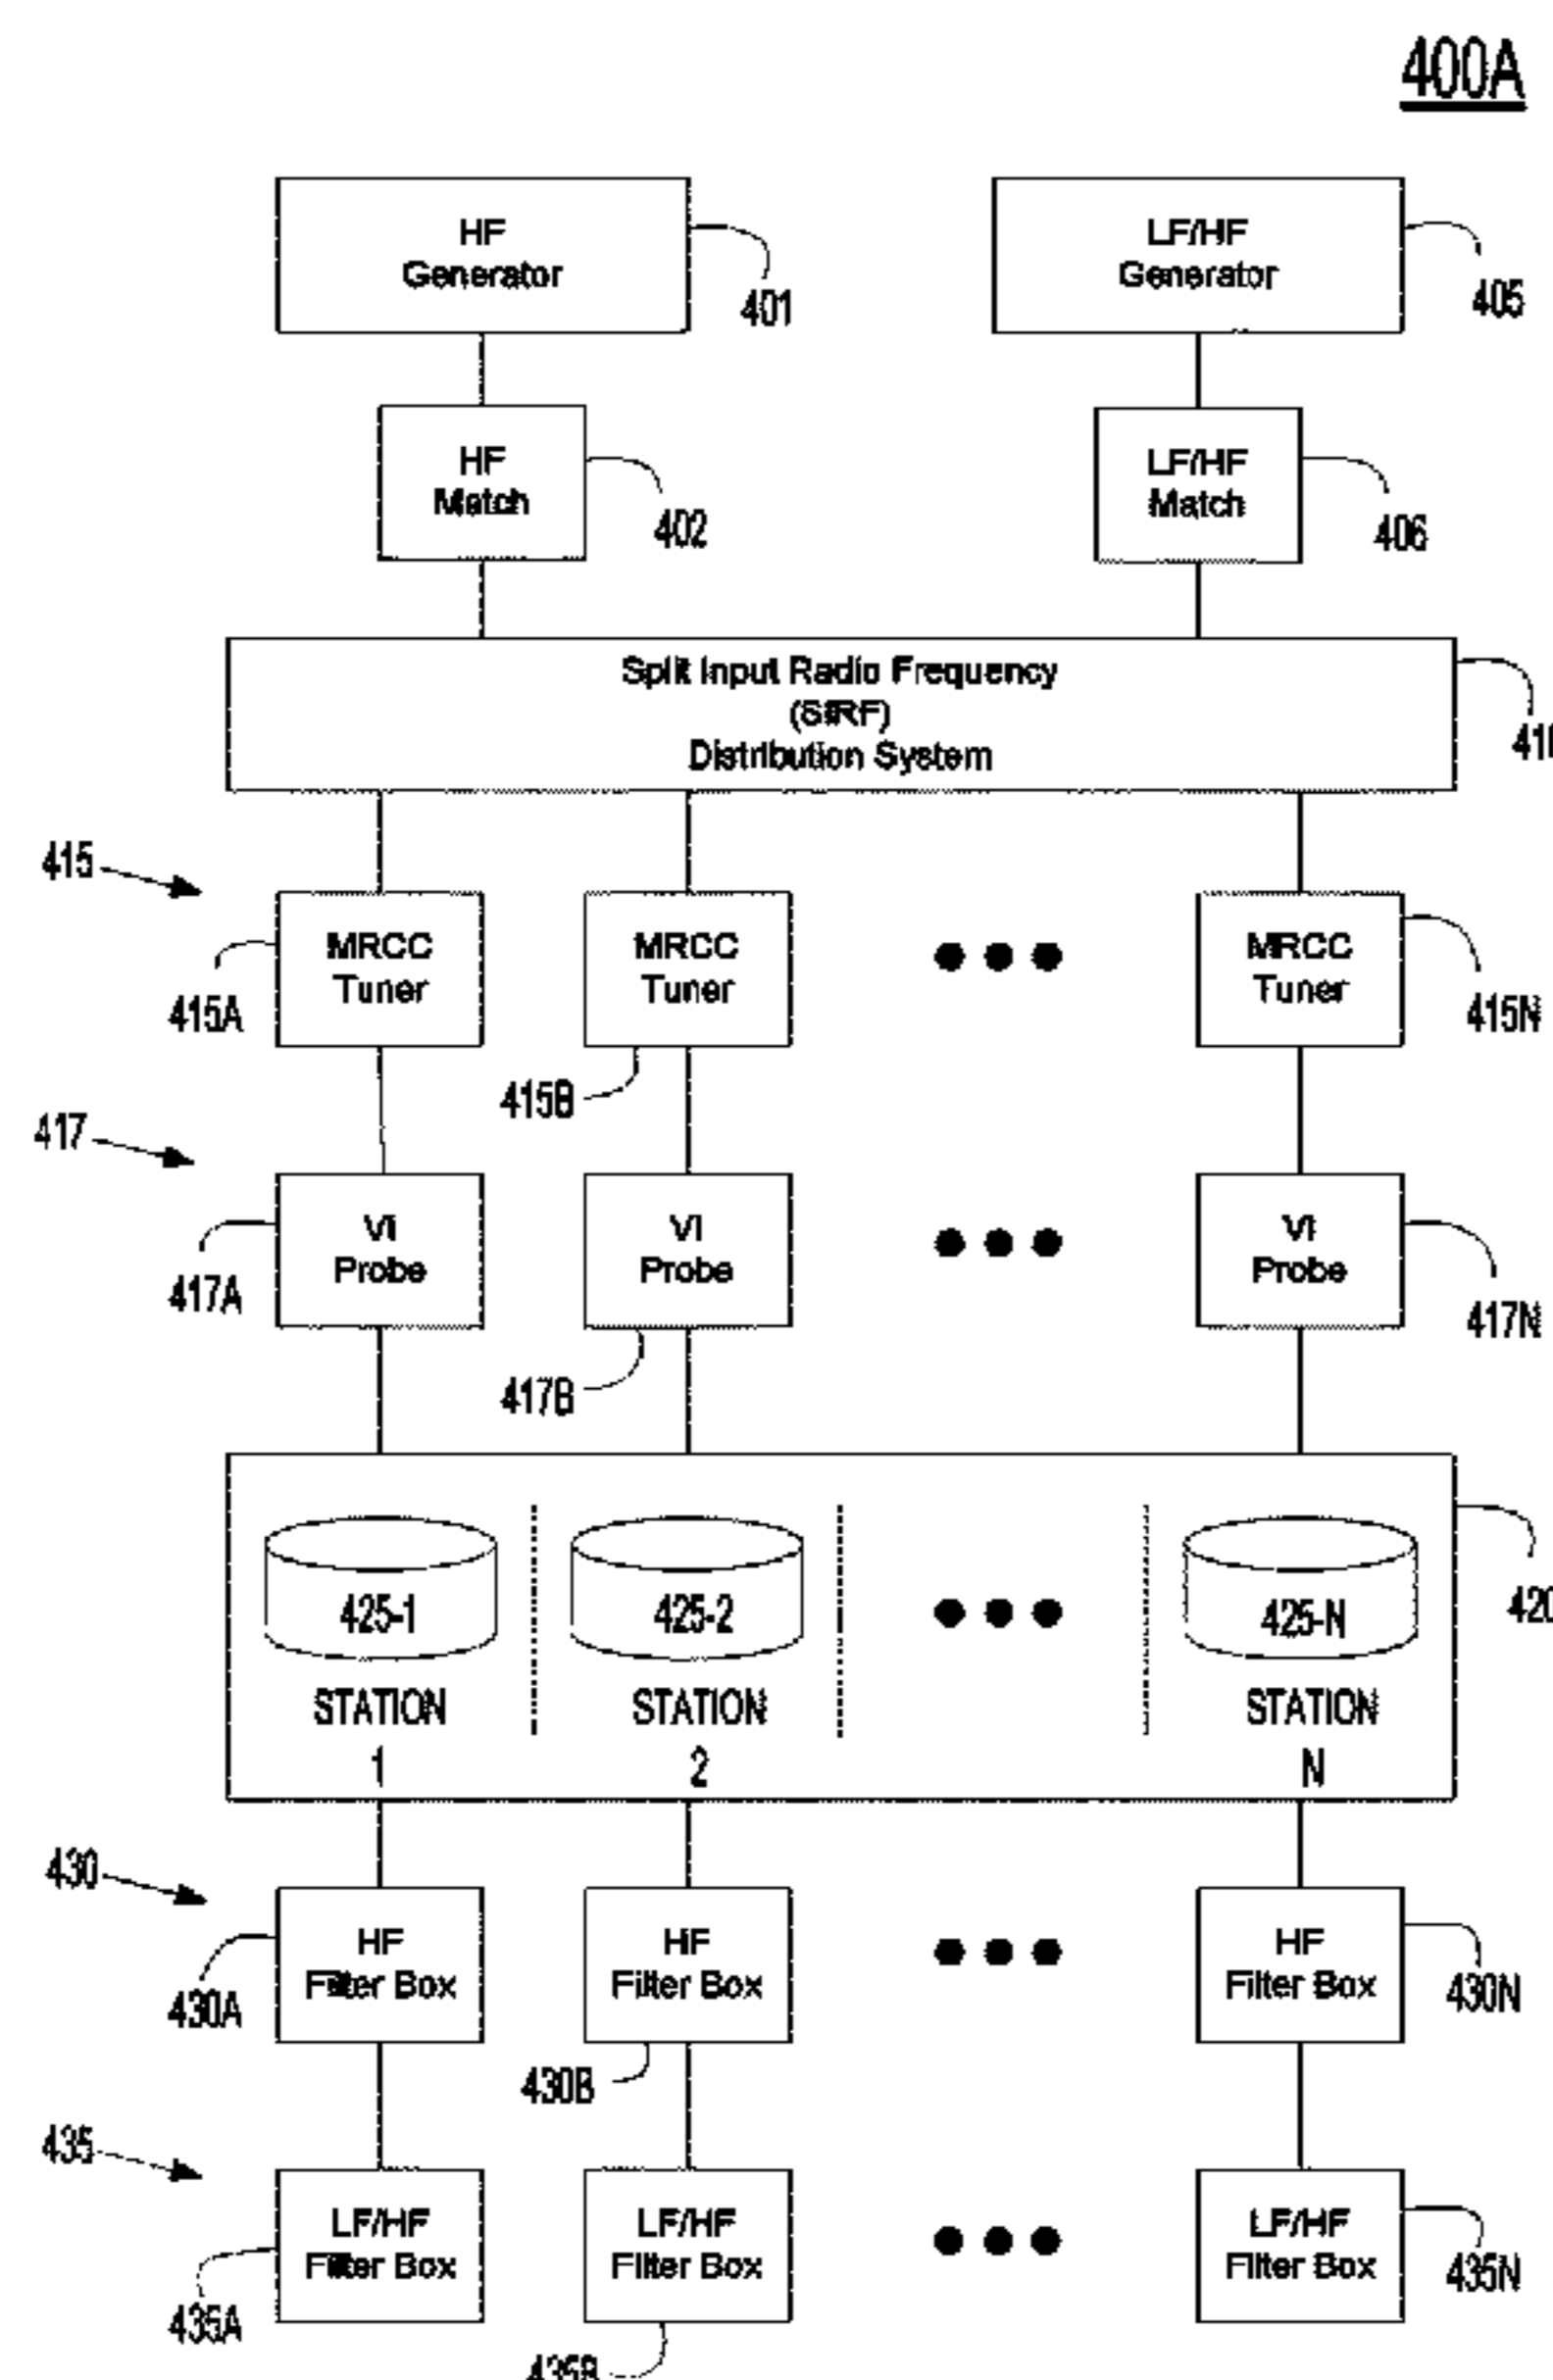 400A
HF
Generator
401
LF/HF
Generator
405
HF
Match
402
LF/HF
Match
406
Split Input Radio Frequency
(SIRF)
Distribution System
415
MRCC
Tuner
415A
MRCC
Tuner
415B
MRCC
Tuner
415N
417
VI
Probe
417A
VI
Probe
417B
VI
Probe
417N
425-1
STATION
1
425-2
STATION
2
425-N
STATION
N
420
430
HF
Filter Box
430A
HF
Filter Box
430B
HF
Filter Box
430N
435
LF/HF
Filter Box
435A
LF/HF
Filter Box
435B
LF/HF
Filter Box
435N